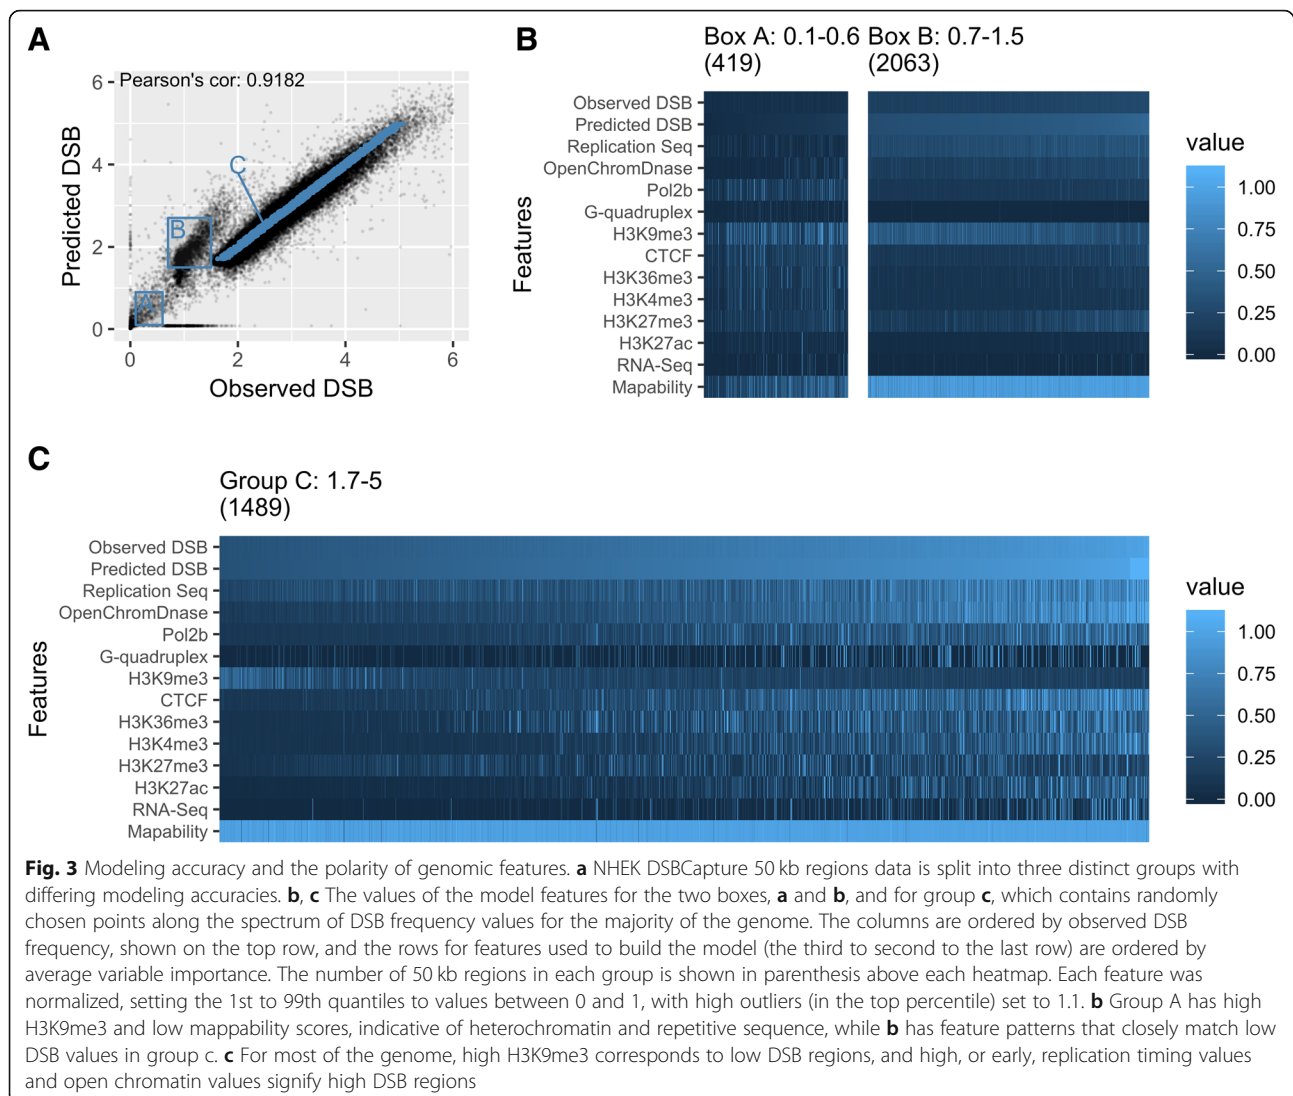 A
Pearson's cor: 0.9182
Predicted DSB
6
4
2
0
C
B
A
0
2
4
6
Observed DSB
B
Box A: 0.1-0.6
(419)
Box B: 0.7-1.5
(2063)
Features
Observed DSB
Predicted DSB
Replication Seq
OpenChromDnase
Pol2b
G-quadruplex
H3K9me3
CTCF
H3K36me3
H3K4me3
H3K27me3
H3K27ac
RNA-Seq
Mapability
value
1.00
0.75
0.50
0.25
0.00
C
Group C: 1.7-5
(1489)
Features
Observed DSB
Predicted DSB
Replication Seq
OpenChromDnase
Pol2b
G-quadruplex
H3K9me3
CTCF
H3K36me3
H3K4me3
H3K27me3
H3K27ac
RNA-Seq
Mapability
value
1.00
0.75
0.50
0.25
0.00
Fig. 3 Modeling accuracy and the polarity of genomic features. a NHEK DSBCapture 50 kb regions data is split into three distinct groups with
differing modeling accuracies. b, c The values of the model features for the two boxes, a and b, and for group c, which contains randomly
chosen points along the spectrum of DSB frequency values for the majority of the genome. The columns are ordered by observed DSB
frequency, shown on the top row, and the rows for features used to build the model (the third to second to the last row) are ordered by
average variable importance. The number of 50 kb regions in each group is shown in parenthesis above each heatmap. Each feature was
normalized, setting the 1st to 99th quantiles to values between 0 and 1, with high outliers (in the top percentile) set to 1.1. b Group A has high
H3K9me3 and low mappability scores, indicative of heterochromatin and repetitive sequence, while b has feature patterns that closely match low
DSB values in group c. c For most of the genome, high H3K9me3 corresponds to low DSB regions, and high, or early, replication timing values
and open chromatin values signify high DSB regions